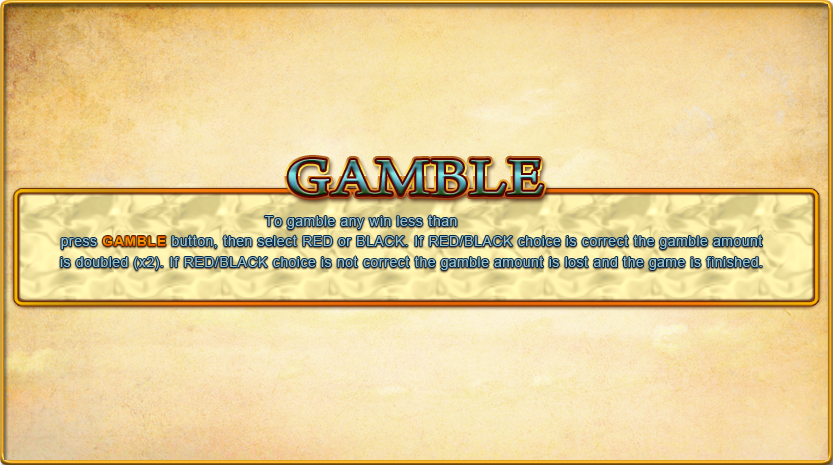 GAMBLE
To gamble any win less than
press GAMBLE button, then select RED or BLACK. If RED/BLACK choice is correct the gamble amount
is doubled (x2). If RED/BLACK choice is not correct the gamble amount is lost and the game is finished.